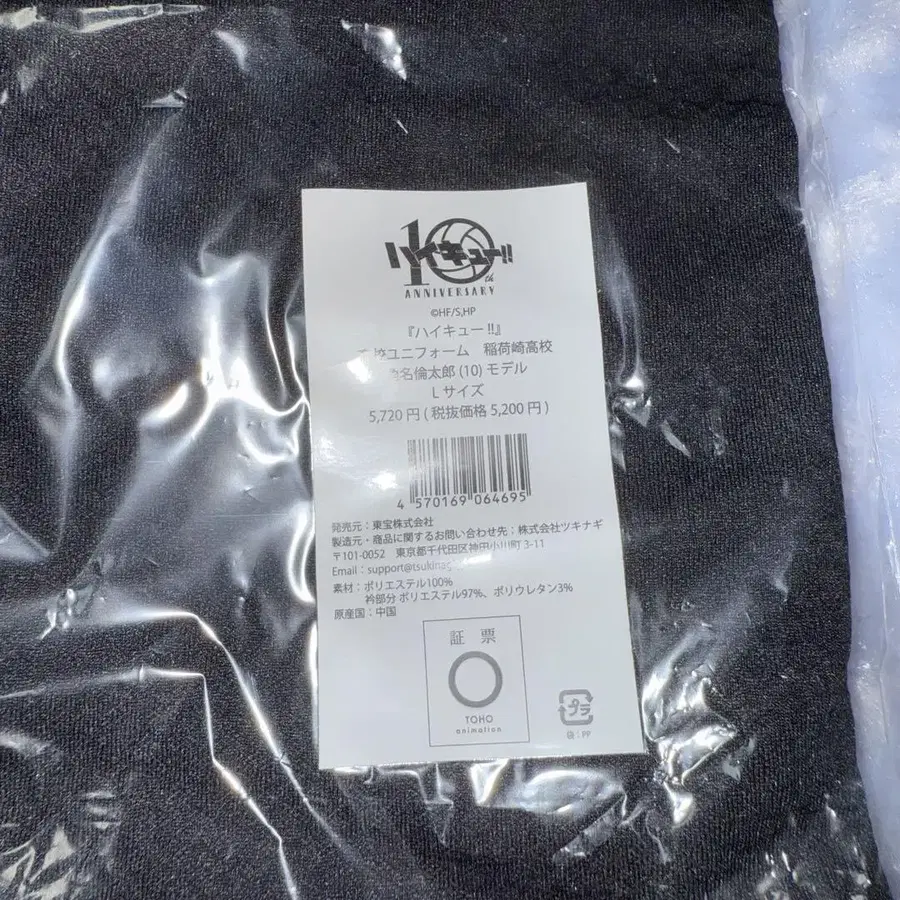 ハイキュー!!
10th
ANNIVERSARY
©HF/S,HP
『ハイキュー!!』
ユニフォーム 稲荷崎高校
名倫太郎 (10) モデル
Lサイズ
5,720円 ( 税抜価格 5,200円 )
4 570169 064695
発売元：東宝株式会社
製造元・商品に関するお問い合わせ先：株式会社ツキナギ
〒101-0052 東京都千代田区神田小川町 3-11
Email : support@tsukinag
素材：ポリエステル100%
衿部分 ポリエステル97%、ポリウレタン3%
原産国：中国
証票
TOHO
animation
プラ
袋：PP